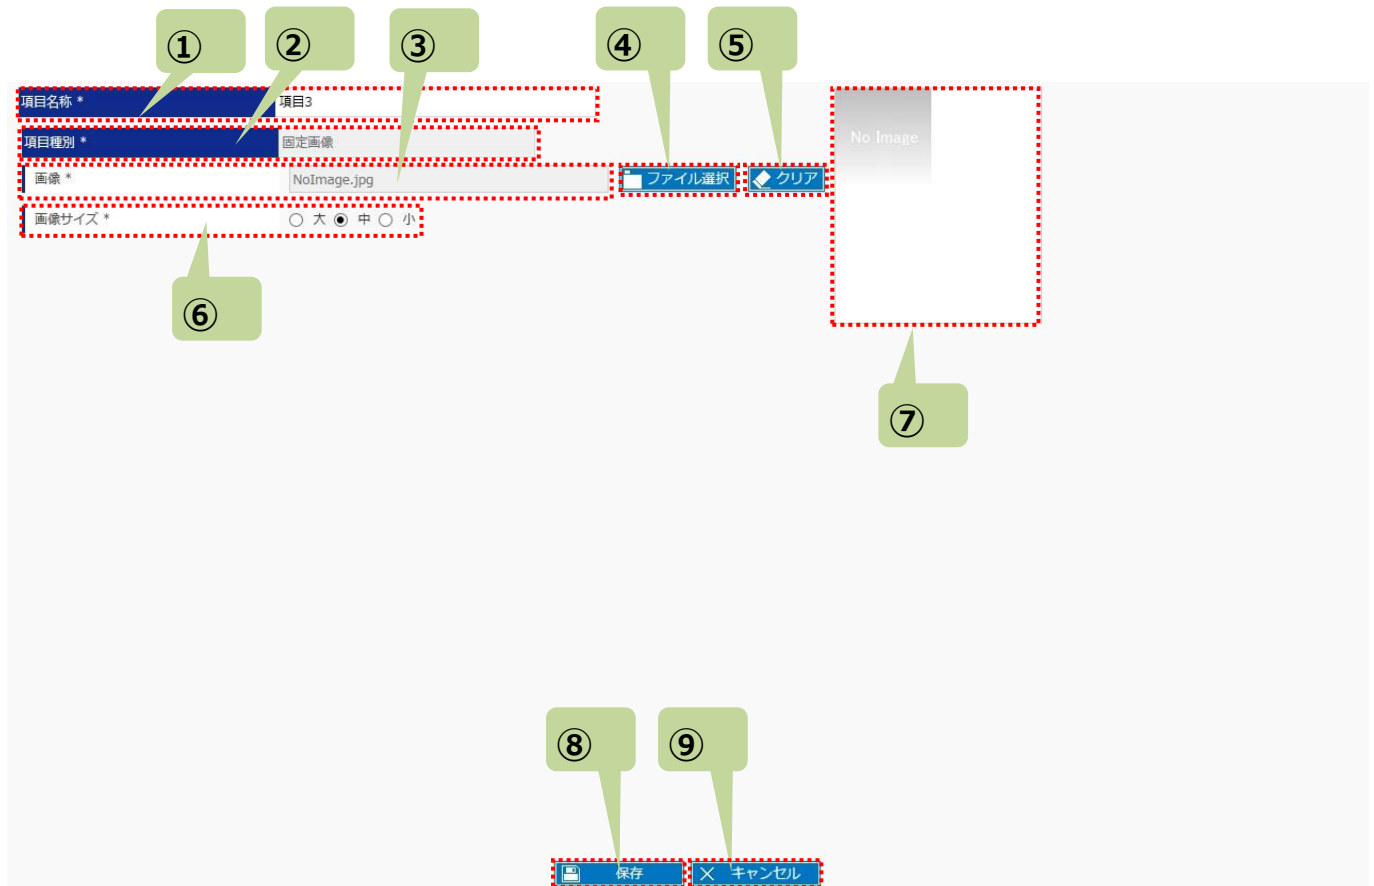 ① ② ③ ④ ⑤
項目名称 * 項目3
項目種別 * 固定画像
画像 * NoImage.jpg ファイル選択 クリア
No Image
画像サイズ * 大 中 小
⑥
⑦
⑧ ⑨
保存 キャンセル